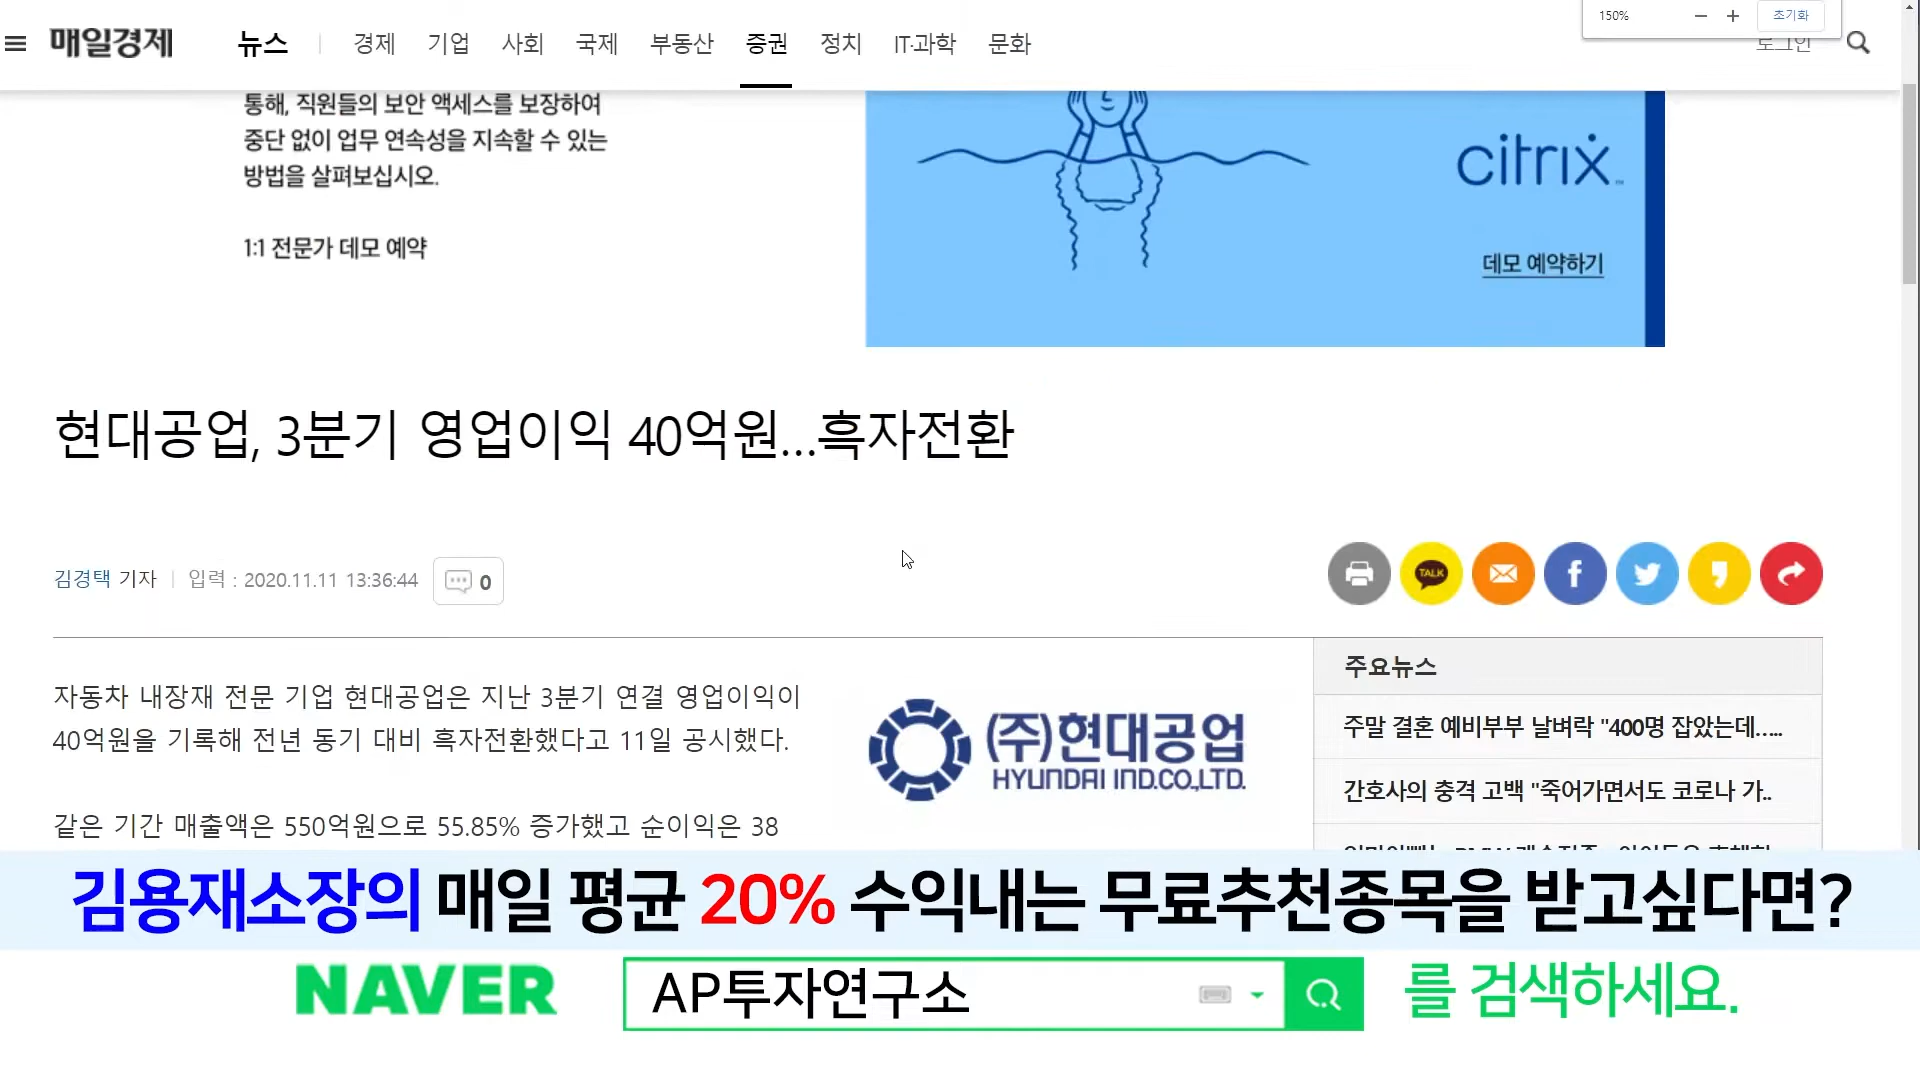 150%
초기화
매일경제
뉴스
경제 기업 사회 국제 부동산 증권 정치 IT·과학 문화
로그인
통해, 직원들의 보안 액세스를 보장하여
중단 없이 업무 연속성을 지속할 수 있는
방법을 살펴보십시오.
1:1 전문가 데모 예약
citrix
데모 예약하기
현대공업, 3분기 영업이익 40억원...흑자전환
김경택 기자 | 입력 : 2020.11.11 13:36:44
0
TALK
자동차 내장재 전문 기업 현대공업은 지난 3분기 연결 영업이익이
40억원을 기록해 전년 동기 대비 흑자전환했다고 11일 공시했다.
같은 기간 매출액은 550억원으로 55.85% 증가했고 순이익은 38
(주)현대공업
HYUNDAI IND.CO.,LTD.
주요뉴스
주말 결혼 예비부부 날벼락 "400명 잡았는데.....
간호사의 충격 고백 "죽어가면서도 코로나 가..
김용재소장의 매일 평균 20% 수익내는 무료추천종목을 받고싶다면?
NAVER
AP투자연구소
를 검색하세요.